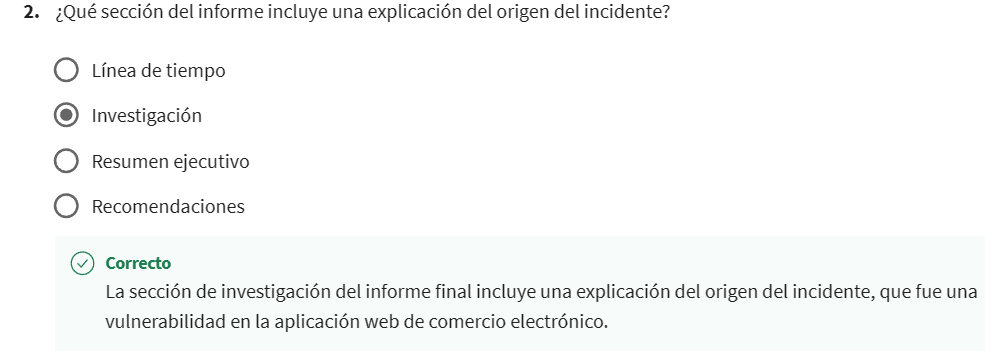 2. ¿Qué sección del informe incluye una explicación del origen del incidente?
Línea de tiempo
Investigación
Resumen ejecutivo
Recomendaciones
Correcto
La sección de investigación del informe final incluye una explicación del origen del incidente, que fue una
vulnerabilidad en la aplicación web de comercio electrónico.